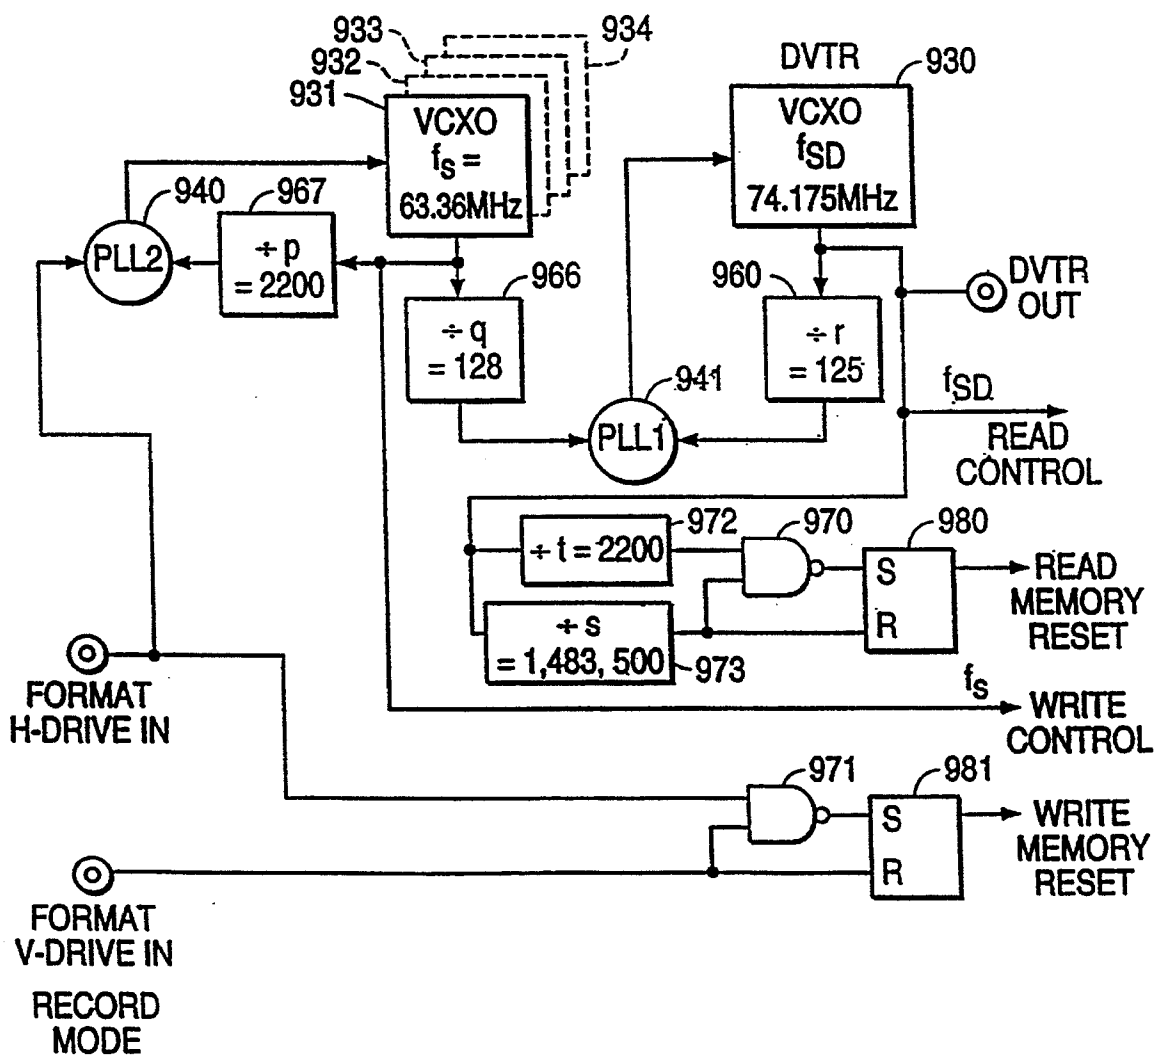 933
934
932
931
DVTR
930
VCXO
fS =
63.36MHz
VCXO
fSD
74.175MHz
940
967
PLL2
÷ p
= 2200
966
960
DVTR
OUT
÷ q
= 128
÷ r
= 125
941
PLL1
fSD
READ
CONTROL
972
970
980
÷ t = 2200
S
R
READ
MEMORY
RESET
÷ s
= 1,483, 500
973
FORMAT
H-DRIVE IN
fS
WRITE
CONTROL
971
981
S
R
WRITE
MEMORY
RESET
FORMAT
V-DRIVE IN
RECORD
MODE